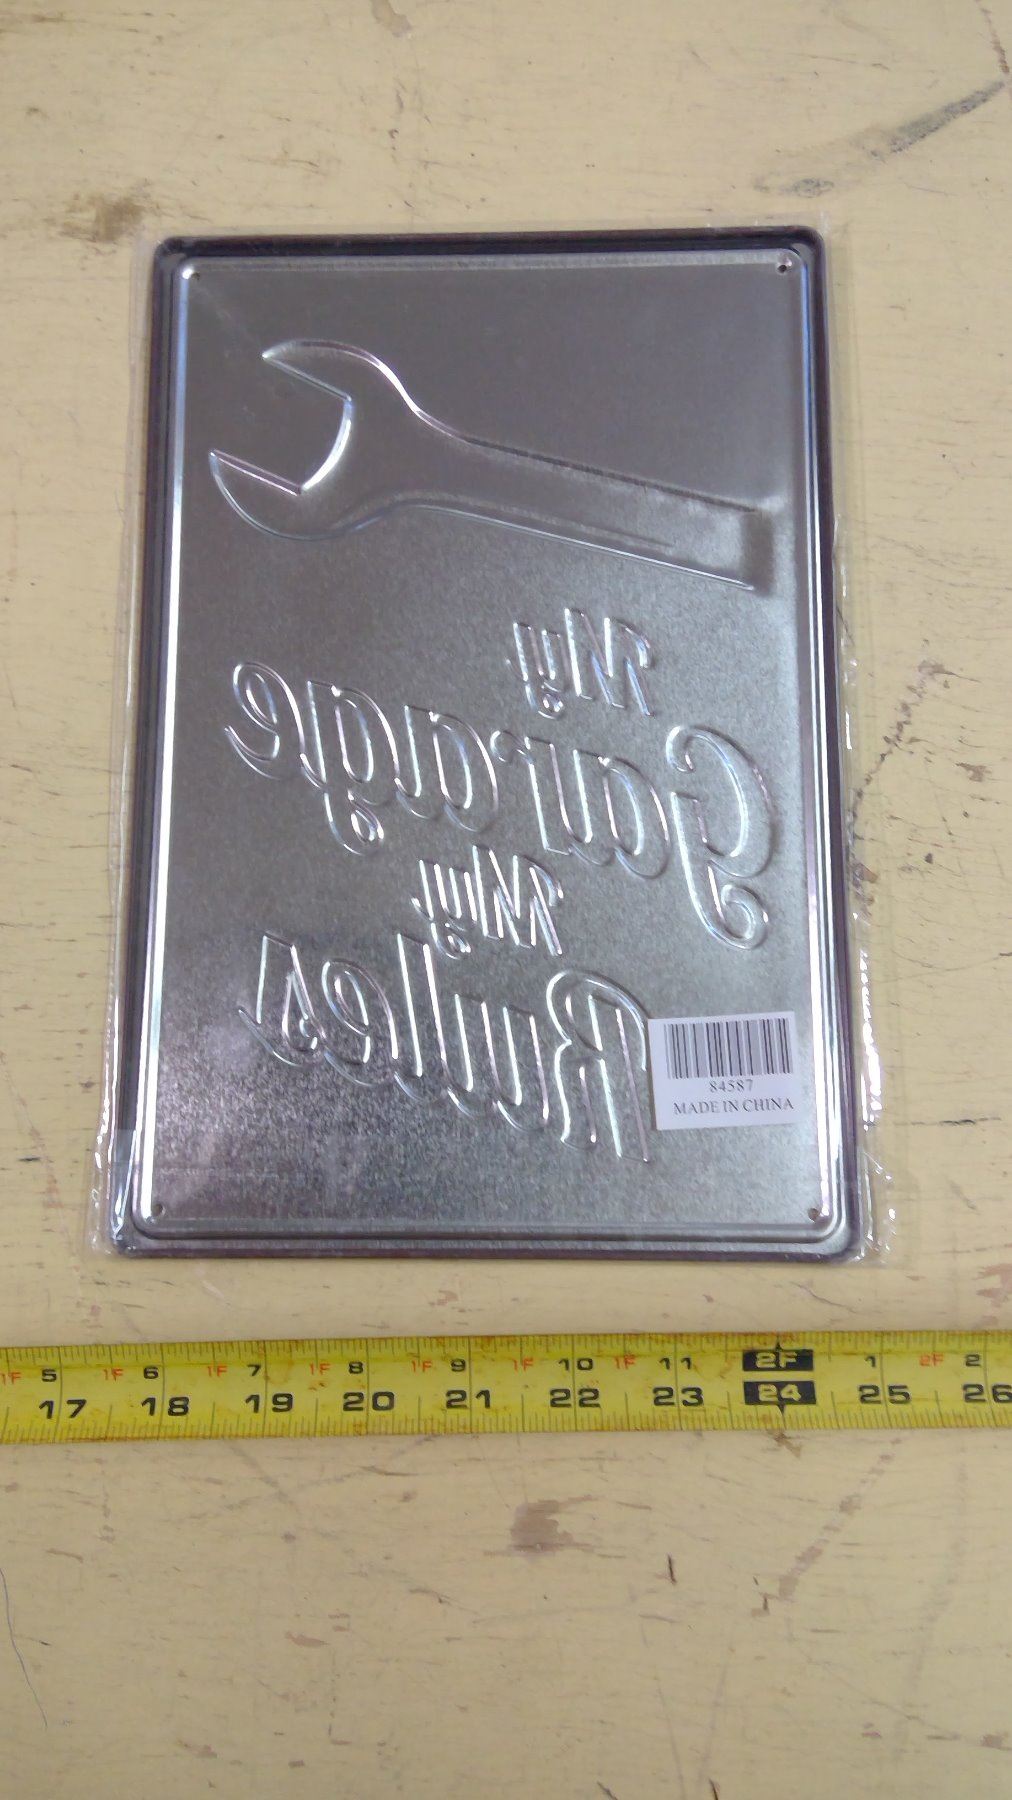 My
Garage
My
Rules
84587
MADE IN CHINA
1F 5 1F 6 1F 7 1F 8 1F 9 1F 10 1F 11 2F 1 2F 2
17 18 19 20 21 22 23 24 25 26